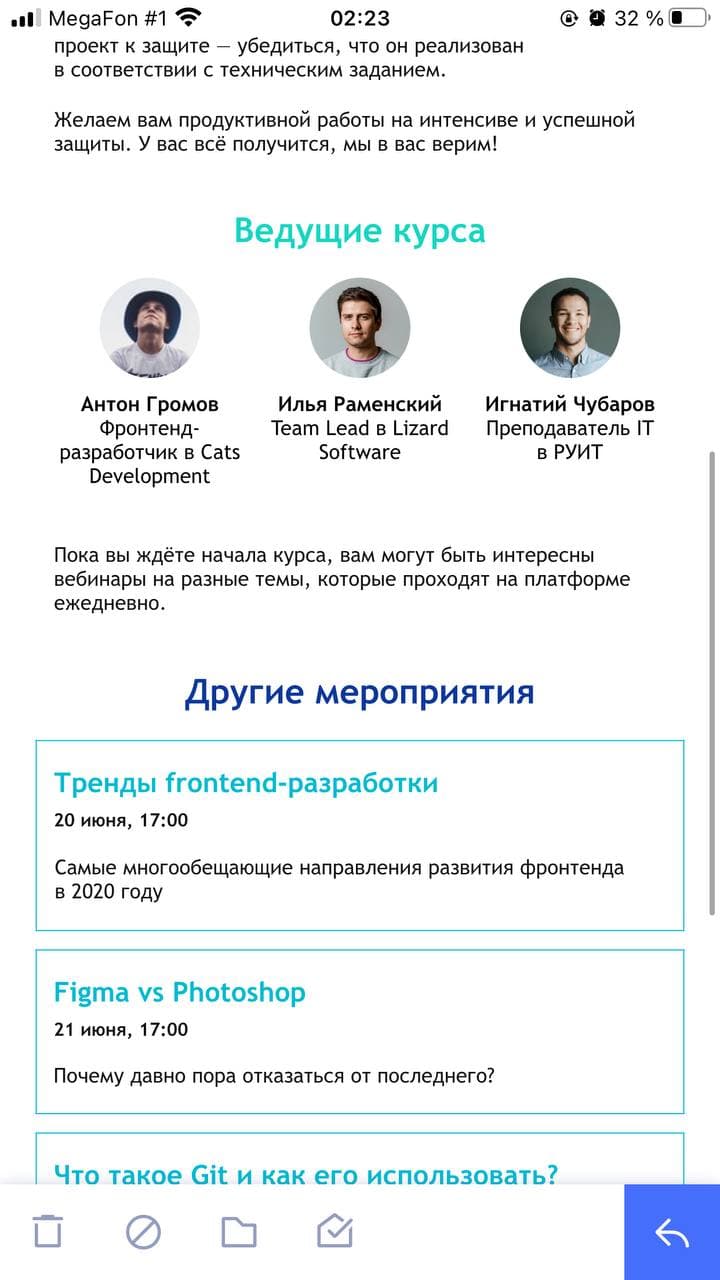 MegaFon #1 02:23 32 %
проект к защите — убедиться, что он реализован
в соответствии с техническим заданием.
Желаем вам продуктивной работы на интенсиве и успешной
защиты. У вас всё получится, мы в вас верим!
Ведущие курса
Антон Громов
Фронтенд-
разработчик в Cats
Development
Илья Раменский
Team Lead в Lizard
Software
Игнатий Чубаров
Преподаватель IT
в РУИТ
Пока вы ждёте начала курса, вам могут быть интересны
вебинары на разные темы, которые проходят на платформе
ежедневно.
Другие мероприятия
Тренды frontend-разработки
20 июня, 17:00
Самые многообещающие направления развития фронтенда
в 2020 году
Figma vs Photoshop
21 июня, 17:00
Почему давно пора отказаться от последнего?
Что такое Git и как его использовать?